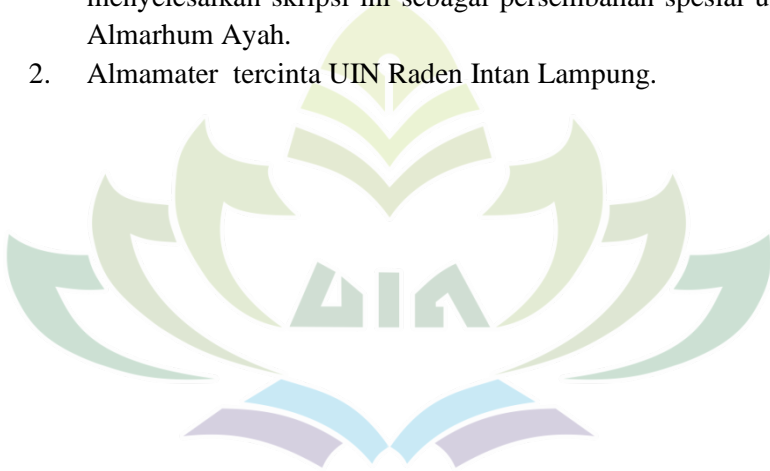 menyelesaikan skripsi ini sebagai persembahan spesial
Almarhum Ayah.
2. Almamater tercinta UIN Raden Intan Lampung.